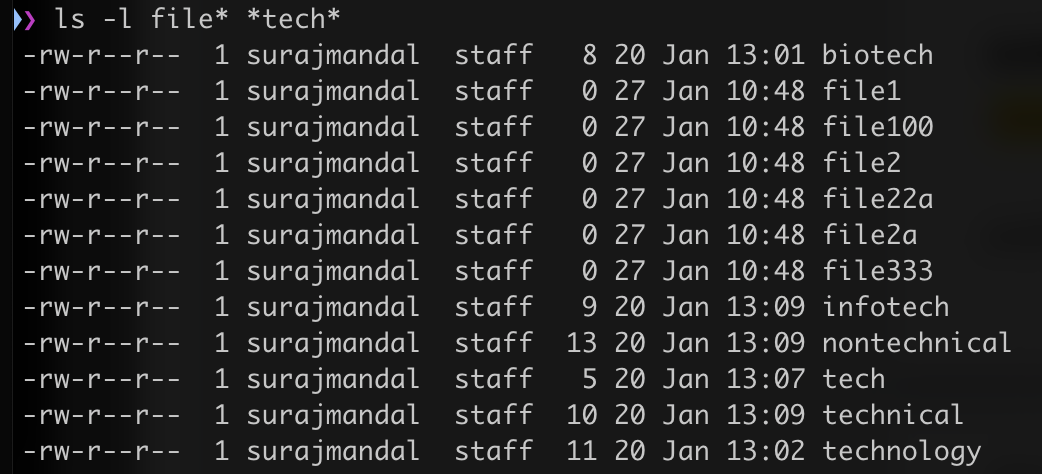 ❯ ls -l file* *tech*
-rw-r--r--  1 surajmandal  staff   8 20 Jan 13:01 biotech
-rw-r--r--  1 surajmandal  staff   0 27 Jan 10:48 file1
-rw-r--r--  1 surajmandal  staff   0 27 Jan 10:48 file100
-rw-r--r--  1 surajmandal  staff   0 27 Jan 10:48 file2
-rw-r--r--  1 surajmandal  staff   0 27 Jan 10:48 file22a
-rw-r--r--  1 surajmandal  staff   0 27 Jan 10:48 file2a
-rw-r--r--  1 surajmandal  staff   0 27 Jan 10:48 file333
-rw-r--r--  1 surajmandal  staff   9 20 Jan 13:09 infotech
-rw-r--r--  1 surajmandal  staff  13 20 Jan 13:09 nontechnical
-rw-r--r--  1 surajmandal  staff   5 20 Jan 13:07 tech
-rw-r--r--  1 surajmandal  staff  10 20 Jan 13:09 technical
-rw-r--r--  1 surajmandal  staff  11 20 Jan 13:02 technology